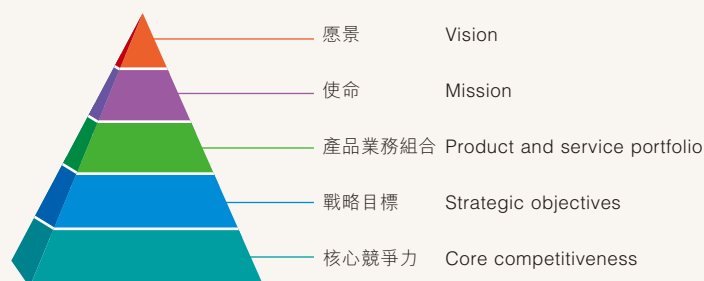 愿景 Vision
使命 Mission
產品業務組合 Product and service portfolio
戰略目標 Strategic objectives
核心競爭力 Core competitiveness